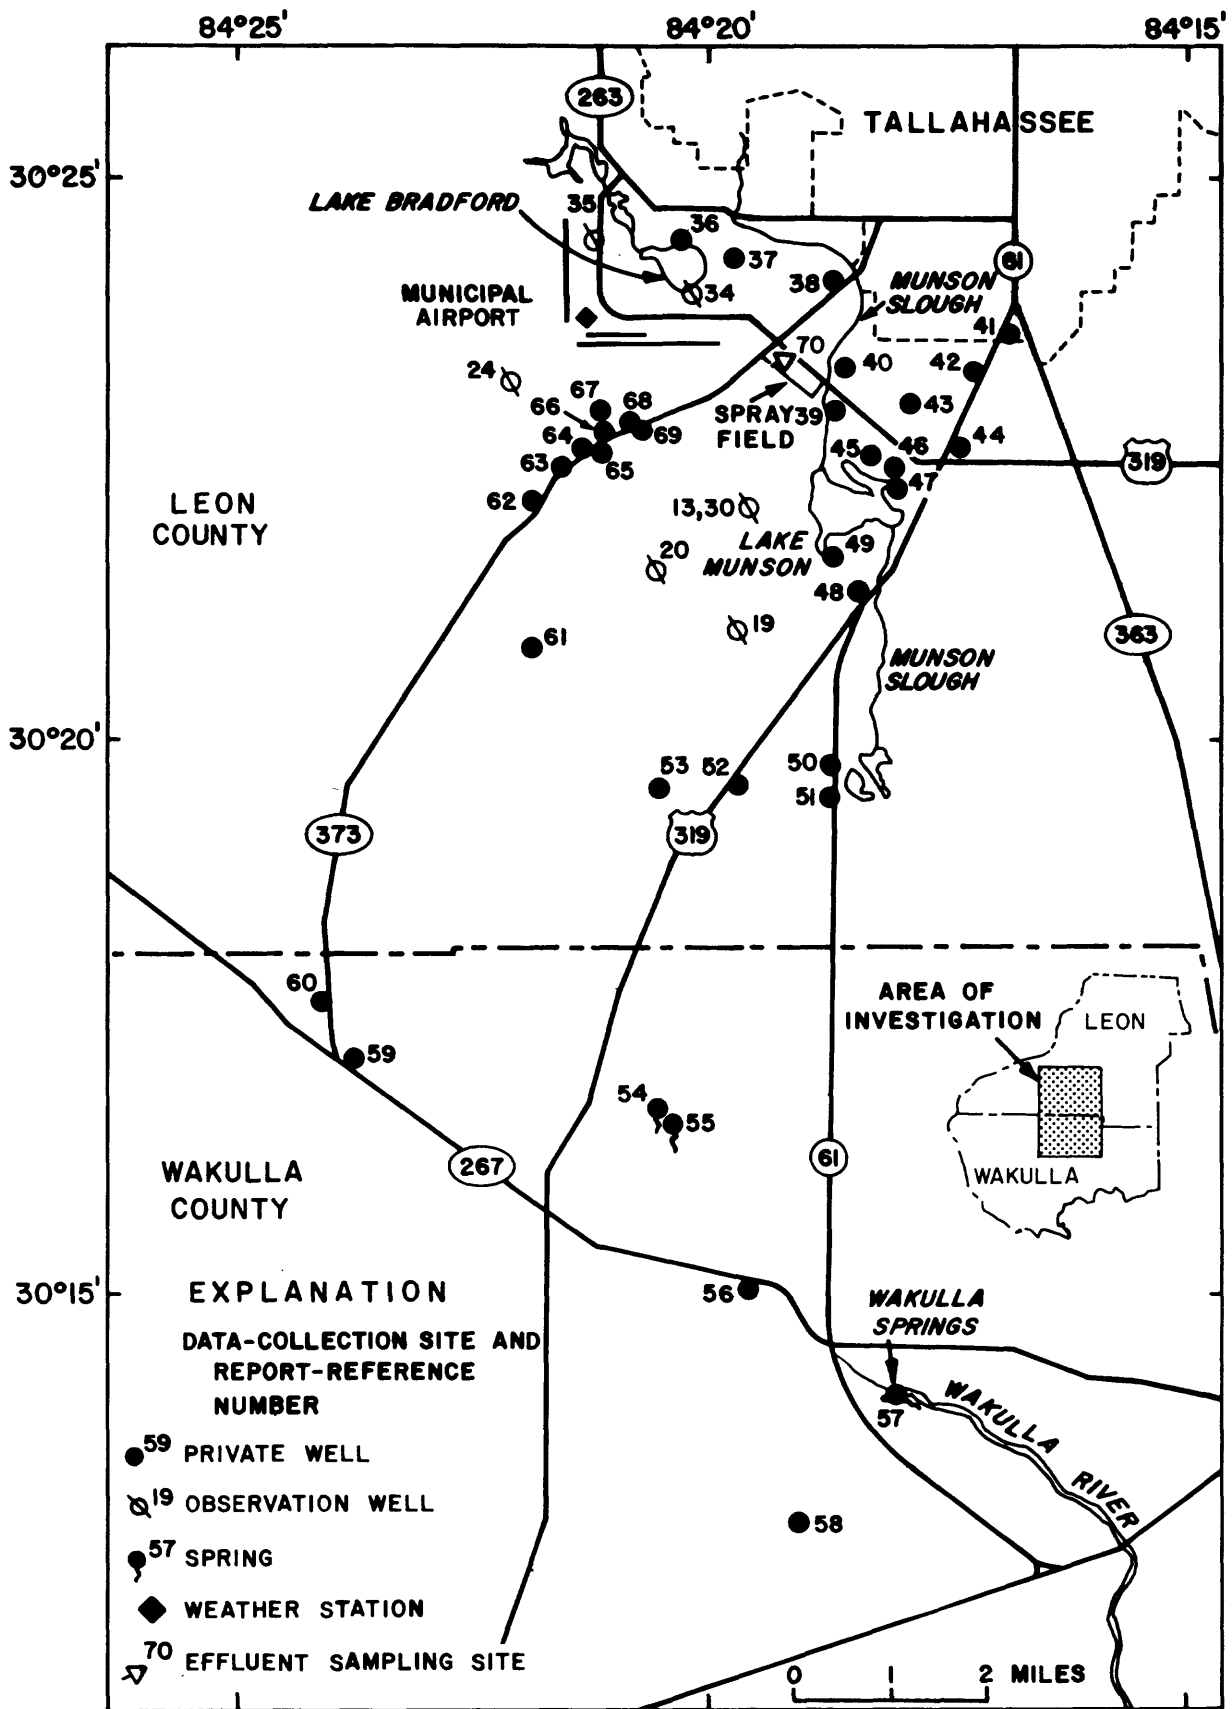 84°25'
84°20'
84°15'
263
TALLAHASSEE
30°25'
LAKE BRADFORD
35
36
37
61
38
34
MUNICIPAL
AIRPORT
MUNSON
SLOUGH
41
70
40
42
24
67
66
68
64
69
63
65
62
SPRAY
FIELD
39
43
45
46
44
47
319
LEON
COUNTY
13,30
LAKE
MUNSON
49
20
48
19
61
363
MUNSON
SLOUGH
30°20'
53
52
50
51
373
319
60
59
AREA OF
INVESTIGATION
LEON
WAKULLA
54
55
61
267
WAKULLA
COUNTY
30°15'
56
WAKULLA
SPRINGS
57
WAKULLA
RIVER
58
EXPLANATION
DATA-COLLECTION SITE AND
REPORT-REFERENCE
NUMBER
59 PRIVATE WELL
19 OBSERVATION WELL
57 SPRING
WEATHER STATION
70 EFFLUENT SAMPLING SITE
0 1 2 MILES